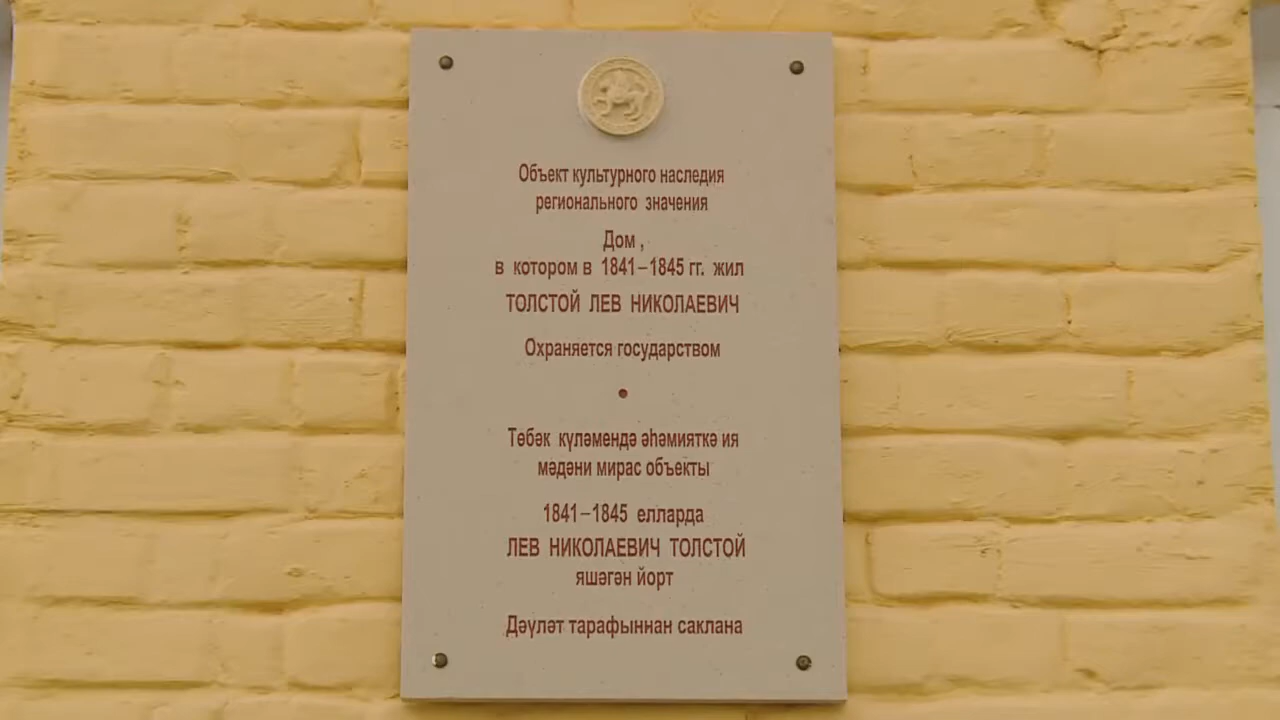 Объект культурного наследия
регионального значения
Дом ,
в котором в 1841–1845 гг. жил
ТОЛСТОЙ ЛЕВ НИКОЛАЕВИЧ
Охраняется государством
Төбәк күләмендә әһәмияткә ия
мәдәни мирас объекты
1841–1845 елларда
ЛЕВ НИКОЛАЕВИЧ ТОЛСТОЙ
яшәгән йорт
Дәүләт тарафыннан саклана